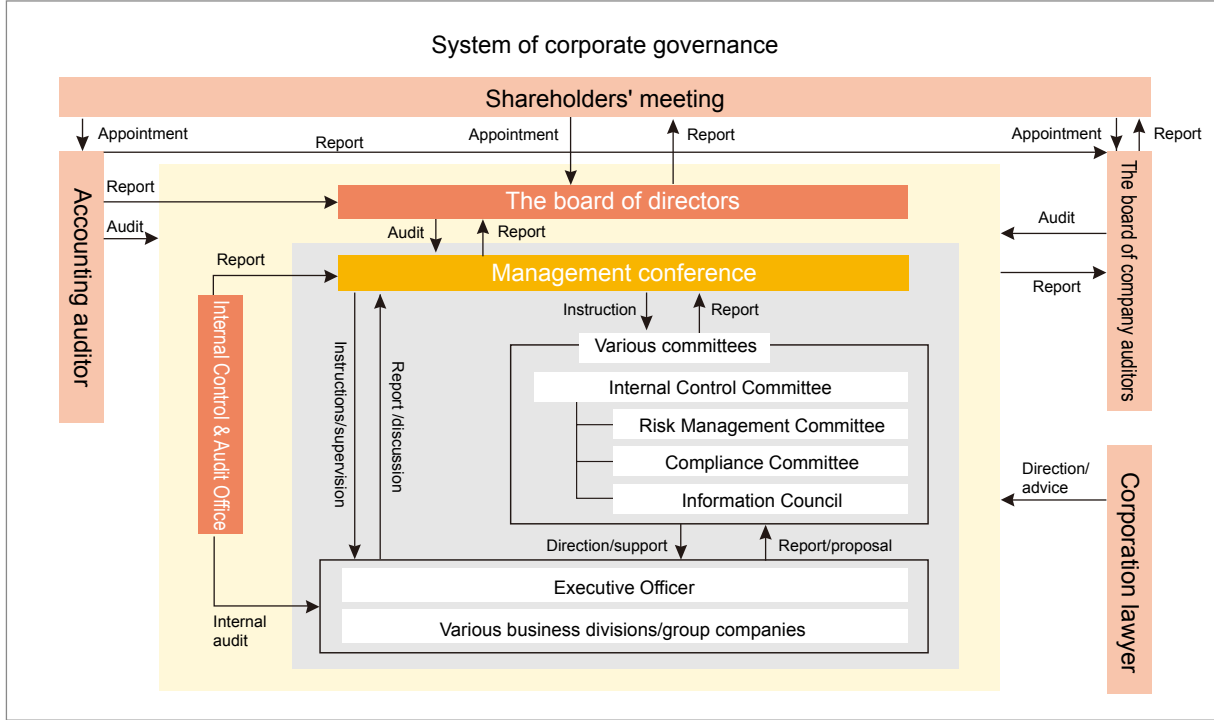 System of corporate governance
Shareholders' meeting
Appointment
Report
Appointment
Report
Appointment
Report
Accounting auditor
The board of company auditors
Report
The board of directors
Audit
Audit
Report
Audit
Report
Management conference
Report
Internal Control & Audit Office
Instructions/supervision
Report /discussion
Instruction
Report
Various committees
Internal Control Committee
Risk Management Committee
Compliance Committee
Information Council
Direction/
advice
Corporation lawyer
Direction/support
Report/proposal
Executive Officer
Various business divisions/group companies
Internal
audit